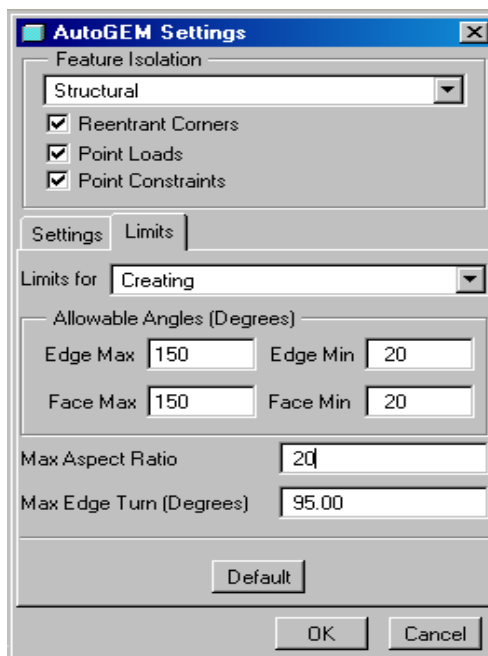 AutoGEM Settings
Feature Isolation
Structural
Reentrant Corners
Point Loads
Point Constraints
Settings Limits
Limits for Creating
Allowable Angles (Degrees)
Edge Max 150 Edge Min 20
Face Max 150 Face Min 20
Max Aspect Ratio 20
Max Edge Turn (Degrees) 95.00
Default
OK Cancel